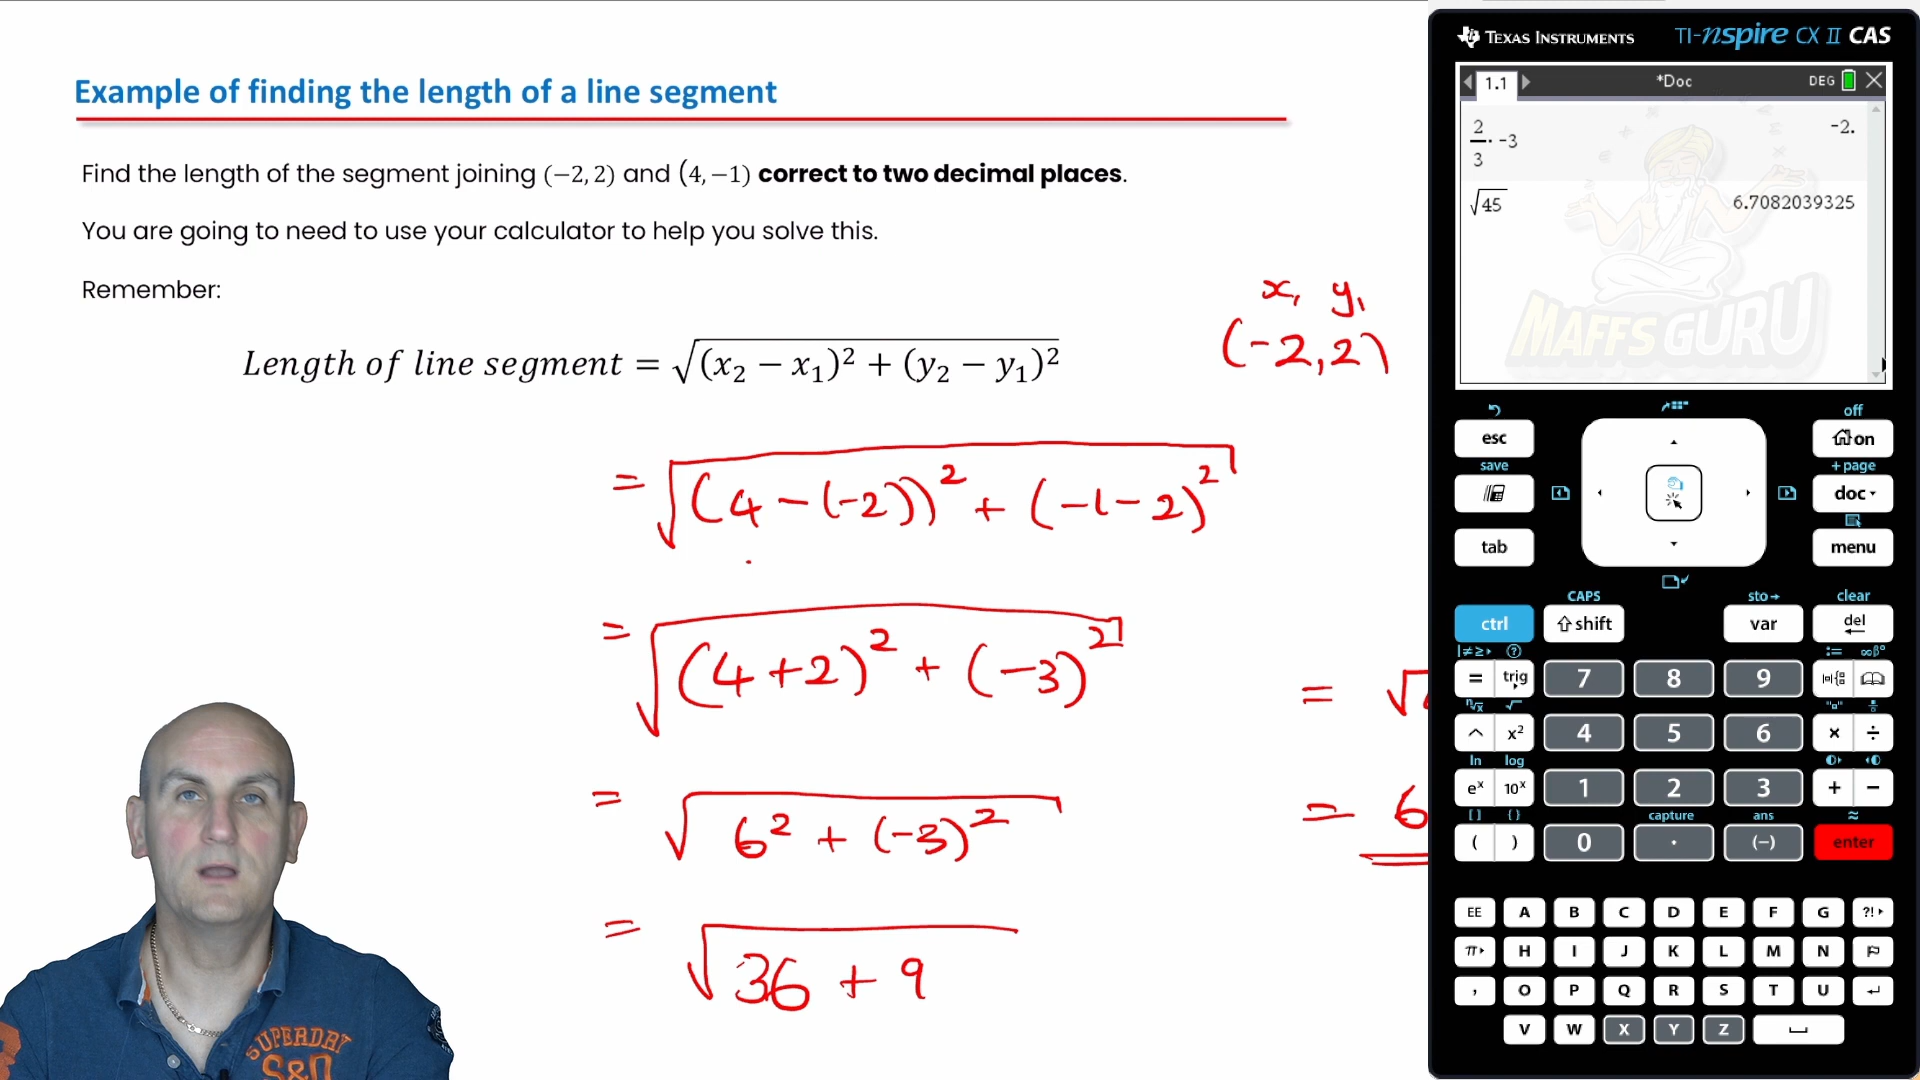 Example of finding the length of a line segment
Find the length of the segment joining (−2, 2) and (4, −1) correct to two decimal places.
You are going to need to use your calculator to help you solve this.
Remember:
Length of line segment = √(x₂ − x₁)² + (y₂ − y₁)²
x₁ y₁
(-2,2)
= √(4-(-2))² + (-1-2)²
= √(4+2)² + (-3)²
= √6² + (-3)²
= √36 + 9
= √
= 6
SUPERDRY
S&D
TEXAS INSTRUMENTS TI-nspire CX II CAS
1.1 *Doc DEG
2/3 · -3 -2.
√45 6.7082039325
MAFFS GURU
off
esc on
save + page
doc
tab menu
CAPS sto→ clear
ctrl shift var del
|≠≥▸ ? := ∞β°
= trig 7 8 9
ⁿ√x √ "a"
^ x² 4 5 6 × ÷
ln log
eˣ 10ˣ 1 2 3 + −
[ ] { } capture ans ≈
( ) 0 . (−) enter
EE A B C D E F G ?!▸
π▸ H I J K L M N
, O P Q R S T U
V W X Y Z